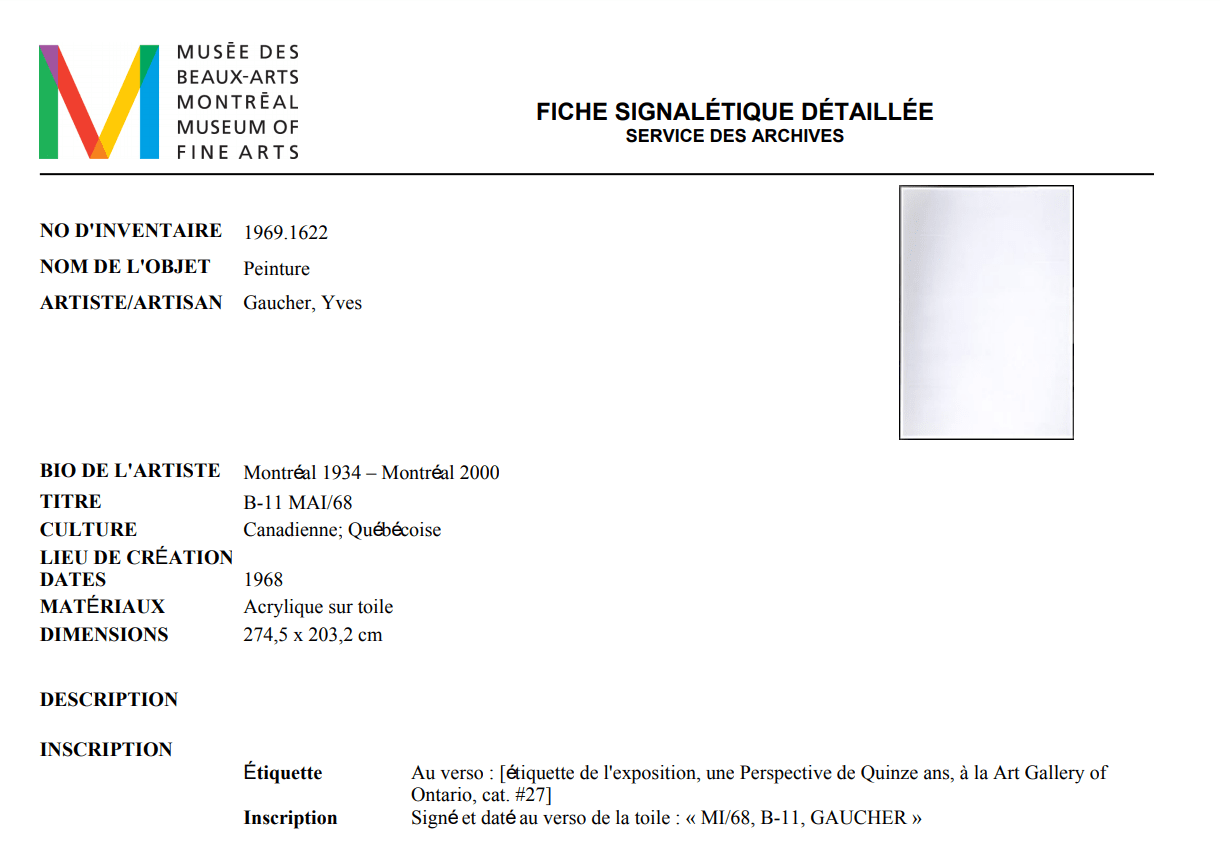 MUSĒE DES
BEAUX-ARTS
MONTRĒAL
MUSEUM OF
FINE ARTS
FICHE SIGNALÉTIQUE DÉTAILLÉE
SERVICE DES ARCHIVES
NO D'INVENTAIRE 1969.1622
NOM DE L'OBJET Peinture
ARTISTE/ARTISAN Gaucher, Yves
BIO DE L'ARTISTE Montréal 1934 – Montréal 2000
TITRE B-11 MAI/68
CULTURE Canadienne; Québécoise
LIEU DE CRÉATION
DATES 1968
MATÉRIAUX Acrylique sur toile
DIMENSIONS 274,5 x 203,2 cm
DESCRIPTION
INSCRIPTION
Étiquette Au verso : [étiquette de l'exposition, une Perspective de Quinze ans, à la Art Gallery of
Ontario, cat. #27]
Inscription Signé et daté au verso de la toile : « MI/68, B-11, GAUCHER »